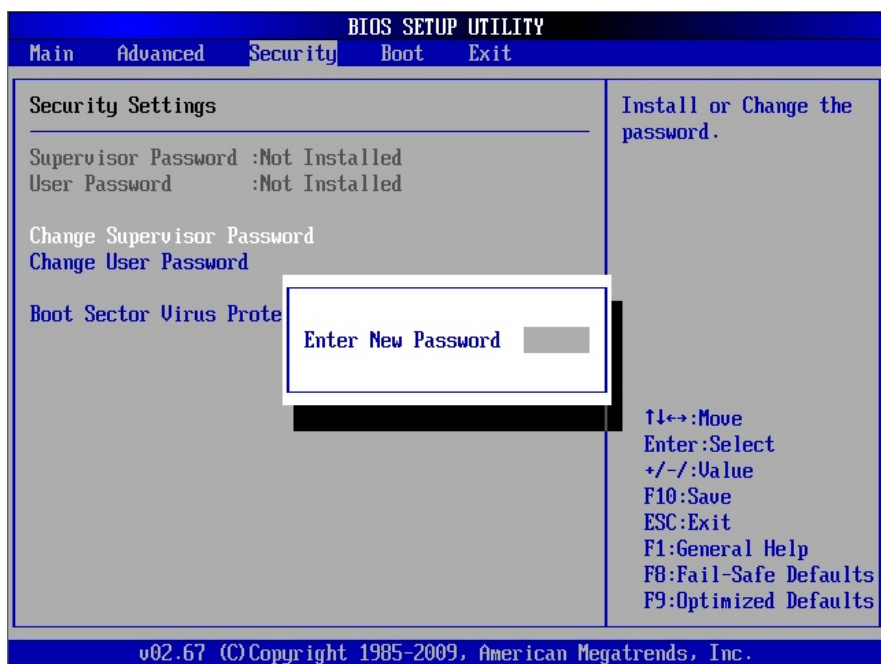 BIOS SETUP UTILITY
Main Advanced Security Boot Exit
Security Settings
Supervisor Password :Not Installed
User Password :Not Installed
Change Supervisor Password
Change User Password
Boot Sector Virus Prote
Enter New Password
Install or Change the
password.
↑↓←→:Move
Enter:Select
+/-/:Value
F10:Save
ESC:Exit
F1:General Help
F8:Fail-Safe Defaults
F9:Optimized Defaults
v02.67 (C)Copyright 1985-2009, American Megatrends, Inc.